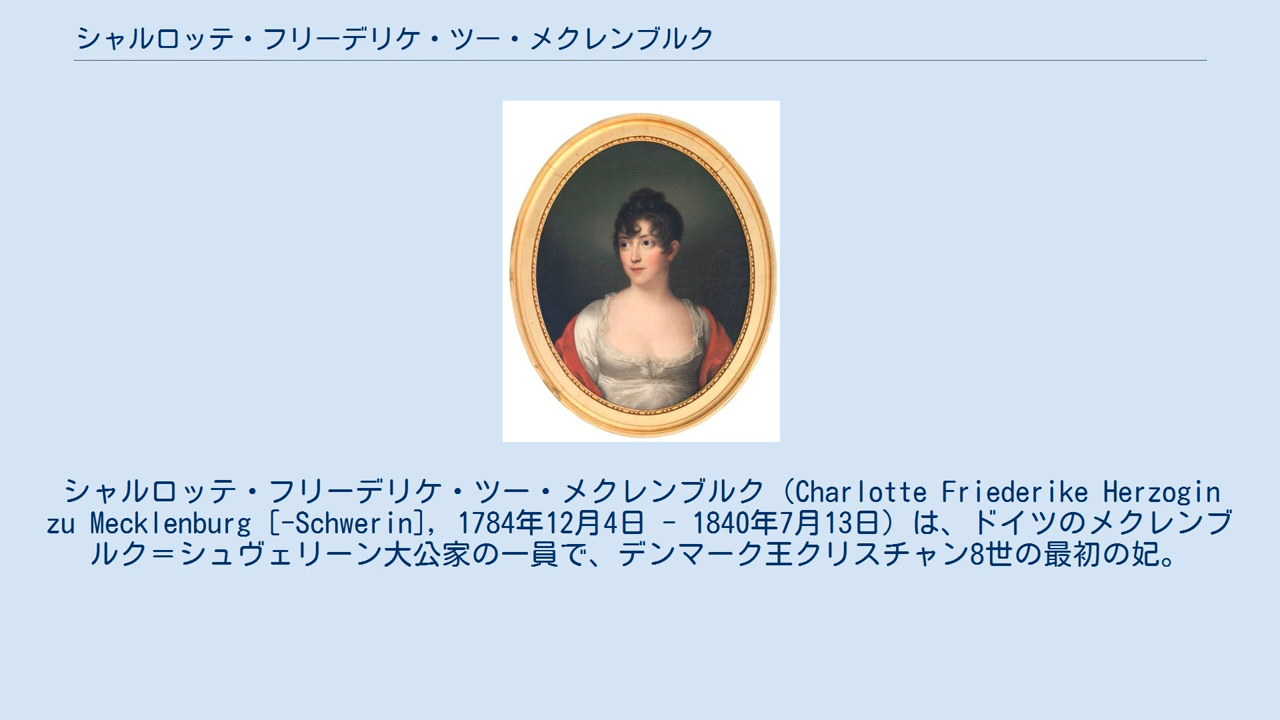 シャルロッテ・フリーデリケ・ツー・メクレンブルク
シャルロッテ・フリーデリケ・ツー・メクレンブルク（Charlotte Friederike Herzogin
zu Mecklenburg [-Schwerin], 1784年12月4日 - 1840年7月13日）は、ドイツのメクレンブ
ルク＝シュヴェリーン大公家の一員で、デンマーク王クリスチャン8世の最初の妃。